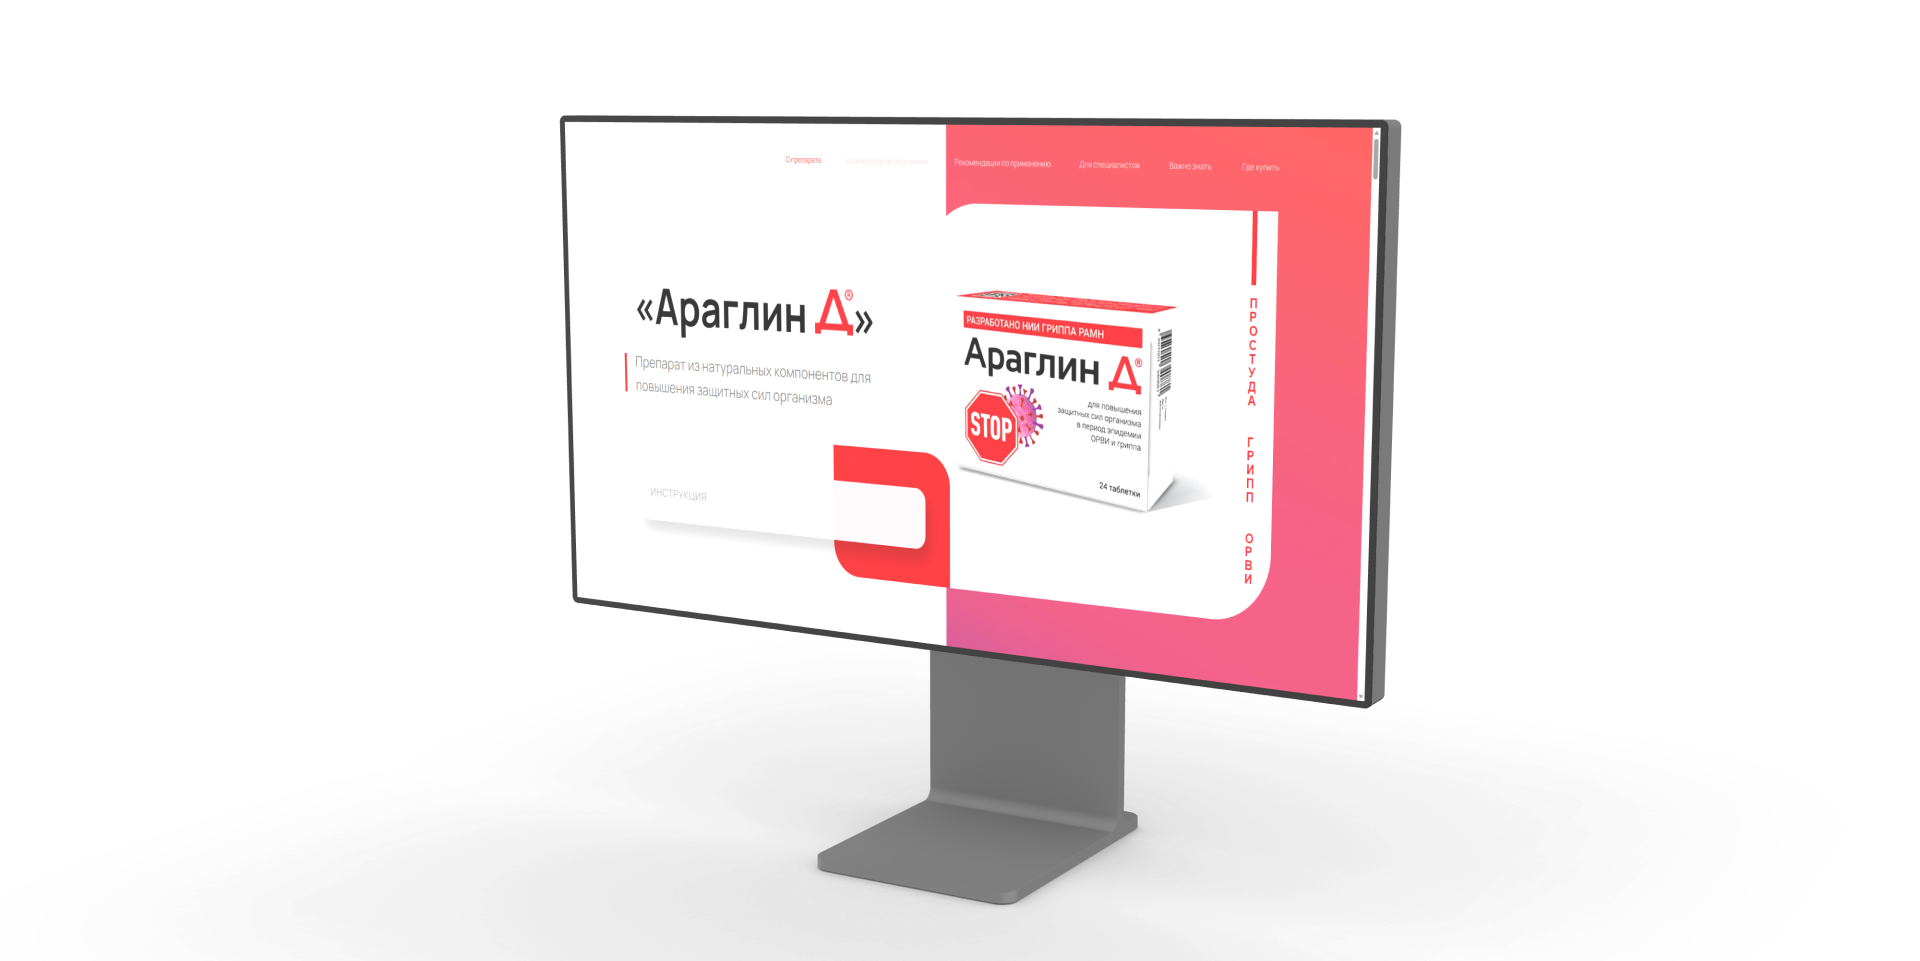 О препарате
Клинические исследования
Рекомендации по применению
Для специалистов
Важно знать
Где купить
«Араглин Д®»
Препарат из натуральных компонентов для
повышения защитных сил организма
ИНСТРУКЦИЯ
РАЗРАБОТАНО НИИ ГРИППА РАМН
Араглин Д®
STOP
для повышения
защитных сил организма
в период эпидемии
ОРВИ и гриппа
24 таблетки
ПРОСТУДА
ГРИПП
ОРВИ